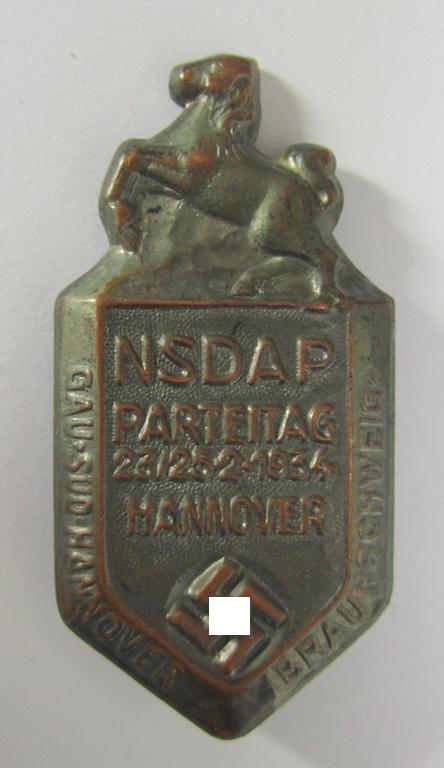 NSDAP
PARTEITAG
23/25·2·1934
HANNOVER
GAU·SÜD HANNOVER
BRAUNSCHWEIG·